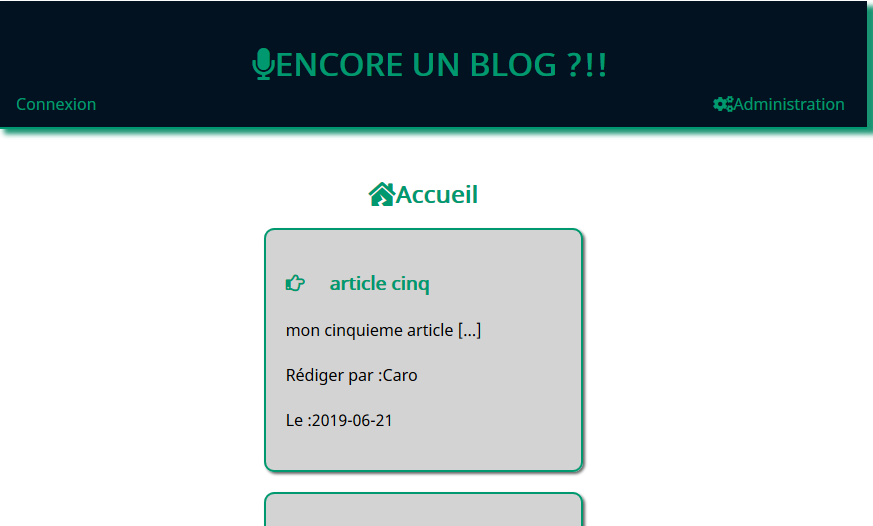 ENCORE UN BLOG ?!!
Connexion
Administration
Accueil
article cinq
mon cinquieme article [...]
Rédiger par :Caro
Le :2019-06-21